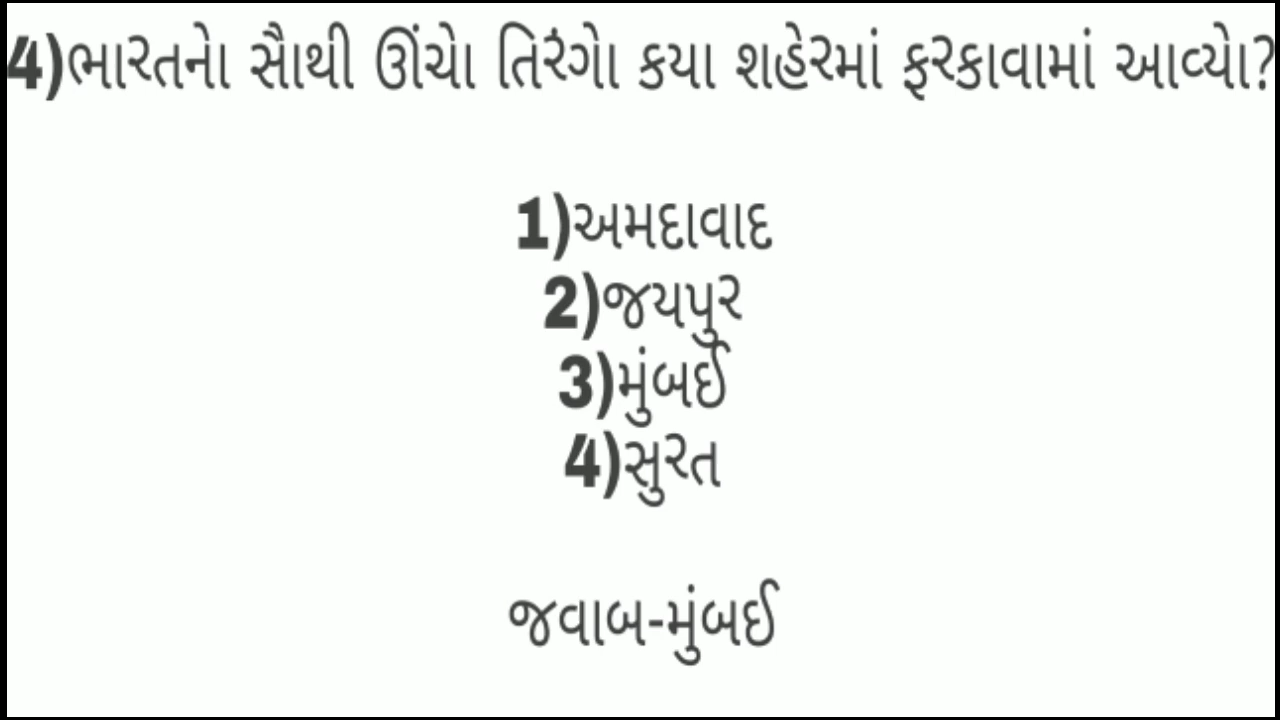 4)ભારતનો સૌથી ઊંચો તિરંગો કયા શહેરમાં ફરકાવામાં આવ્યો?
1)અમદાવાદ
2)જયપુર
3)મુંબઈ
4)સુરત
જવાબ-મુંબઈ